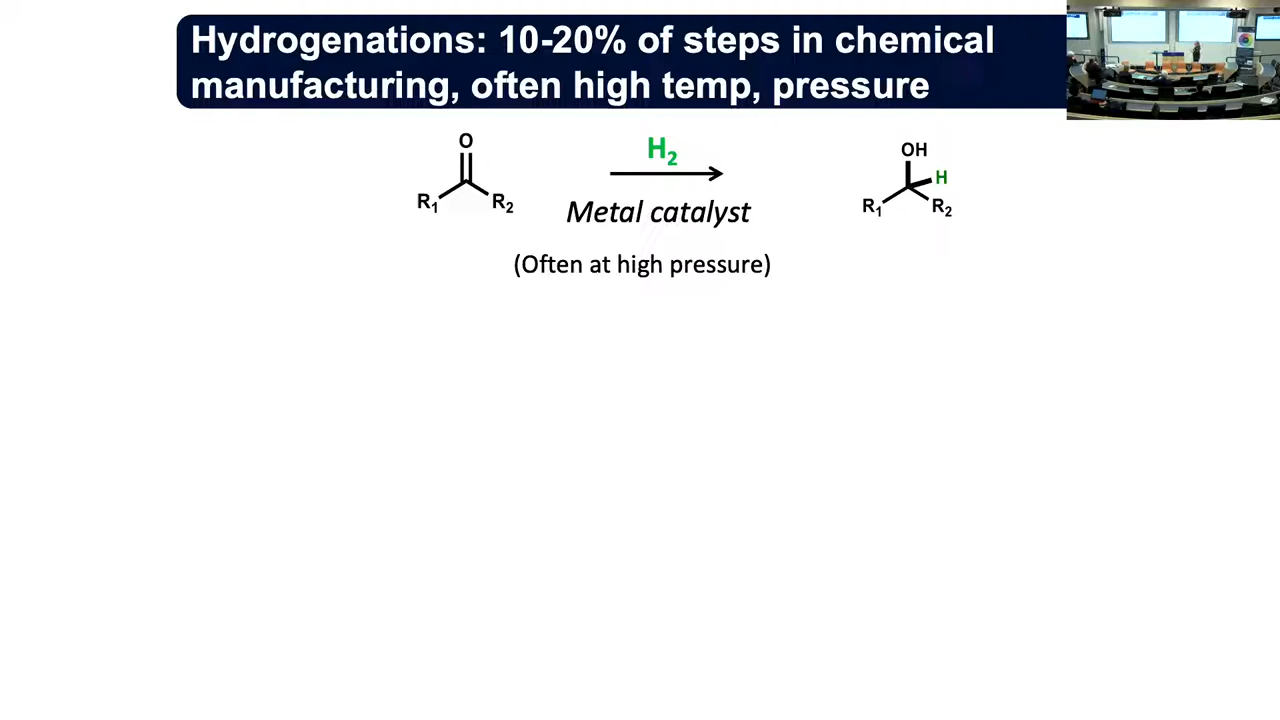 Hydrogenations: 10-20% of steps in chemical
manufacturing, often high temp, pressure
O
R1
R2
H2
Metal catalyst
(Often at high pressure)
OH
H
R1
R2